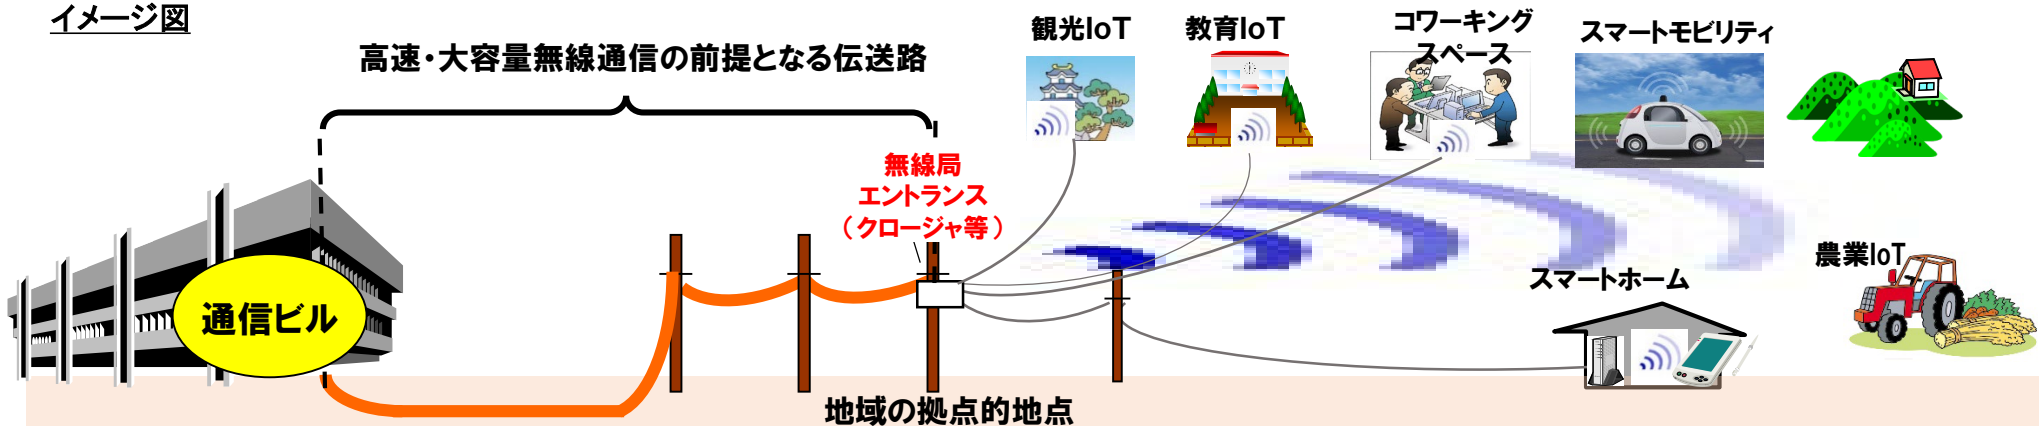 イメージ図
高速・大容量無線通信の前提となる伝送路
観光IoT
教育IoT
コワーキング
スペース
スマートモビリティ
無線局
エントランス
(クロージャ等)
通信ビル
農業IoT
スマートホーム
地域の拠点的地点